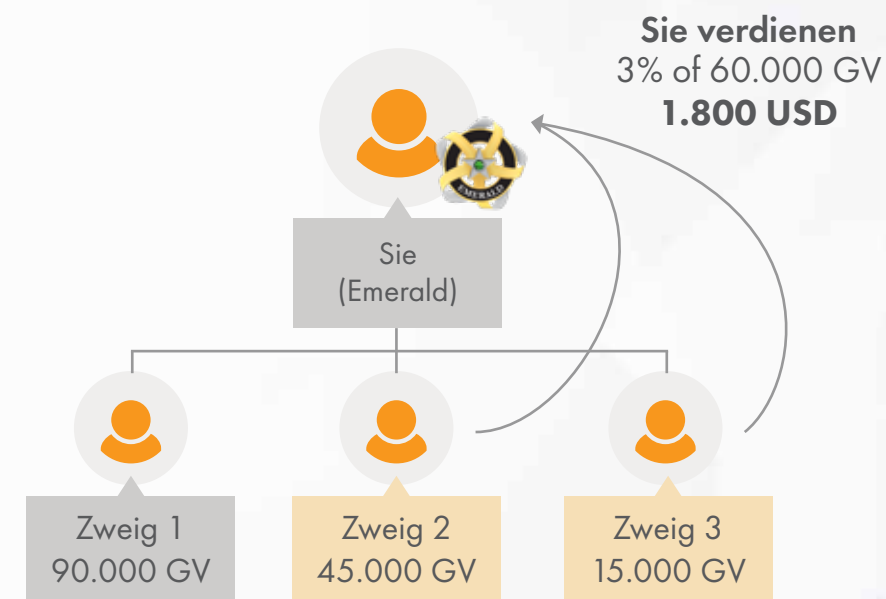 Sie verdienen
3% of 60.000 GV
1.800 USD
EMERALD
Sie
(Emerald)
Zweig 1
90.000 GV
Zweig 2
45.000 GV
Zweig 3
15.000 GV